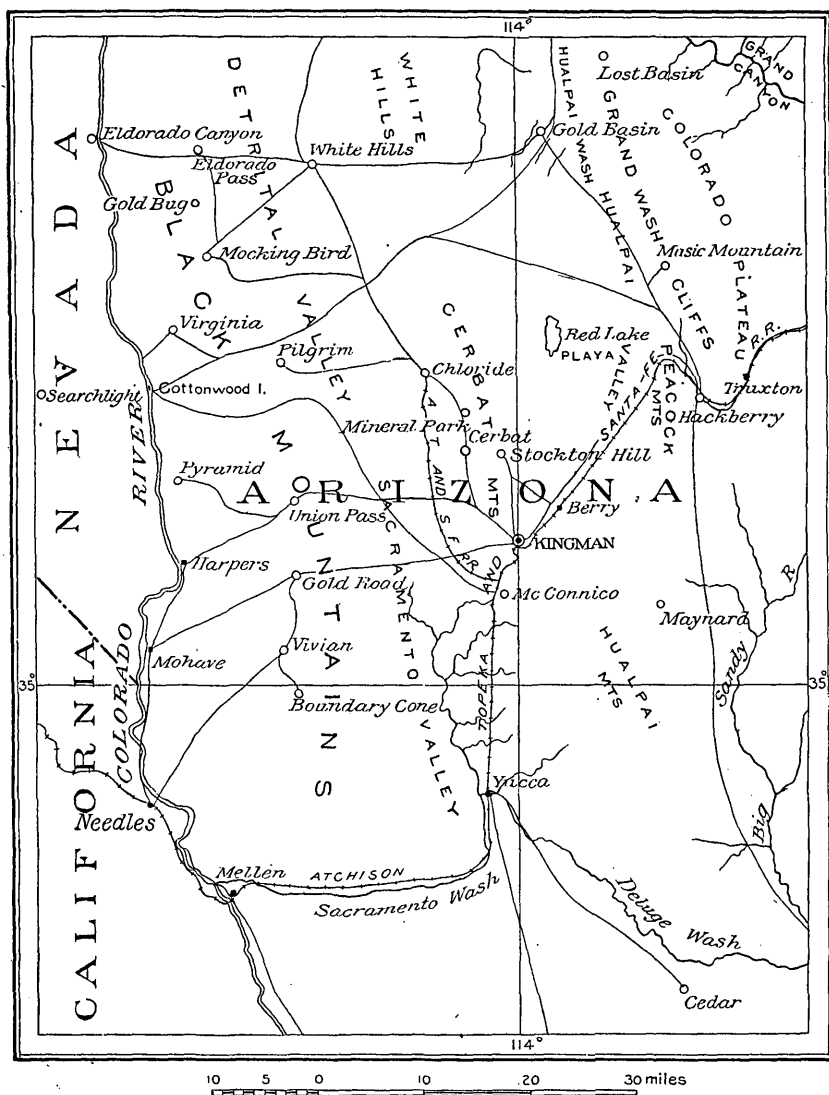 114°
GRAND
CANYON
DETRITAL
VALLEY
WHITE
HILLS
HUALPAI WASH
Lost Basin
GRAND WASH
CLIFFS
COLORADO
PLATEAU
Eldorado Canyon
Eldorado
Pass
White Hills
Gold Basin
HUALPAI
VALLEY
NEVADA
BLACK
MOUNTAINS
Gold Bug
Mocking Bird
Music Mountain
Virginia
Pilgrim
CERBAT
MTS
Red Lake
PLAYA
Chloride
R.R.
Truxton
PEACOCK
MTS
Hackberry
Searchlight
Cottonwood I.
Mineral Park
Cerbat
Stockton Hill
SANTA-FE
A T AND S F RR
RIVER
Pyramid
ARIZONA
Union Pass
Berry
KINGMAN
Harpers
Gold Road
SACRAMENTO
VALLEY
AND
McConnico
Maynard
Mohave
Vivian
HUALPAI
MTS
Sandy
R
35°
35°
Boundary Cone
COLORADO
CALIFORNIA
TOPEKA
Yucca
Big
Needles
Mellen
ATCHISON
Sacramento Wash
Deluge Wash
Cedar
114°
10 5 0 10 20 30 miles